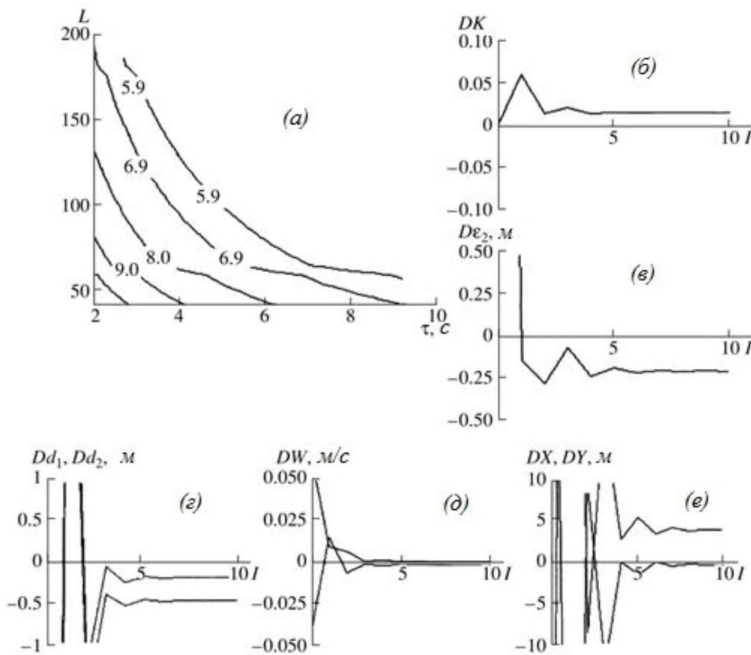 L
200
150
100
50
2
4
6
8
10
τ, с
5.9
6.9
5.9
8.0
6.9
9.0
(а)
DK
0.10
0.05
0
−0.05
−0.10
5
10 I
(б)
Dε₂, м
0.50
0.25
0
−0.25
−0.50
5
10 I
(в)
Dd₁, Dd₂, м
1
0.5
0
−0.5
−1
5
10 I
(г)
DW, м/с
0.050
0.025
0
−0.025
−0.050
5
10 I
(д)
DX, DY, м
10
5
0
−5
−10
5
10 I
(е)